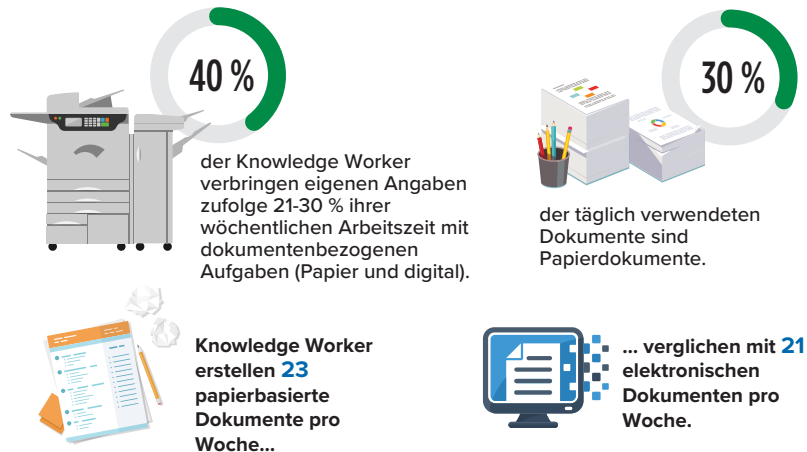 40 %
der Knowledge Worker
verbringen eigenen Angaben
zufolge 21-30 % ihrer
wöchentlichen Arbeitszeit mit
dokumentenbezogenen
Aufgaben (Papier und digital).
30 %
der täglich verwendeten
Dokumente sind
Papierdokumente.
Knowledge Worker
erstellen 23
papierbasierte
Dokumente pro
Woche...
... verglichen mit 21
elektronischen
Dokumenten pro
Woche.